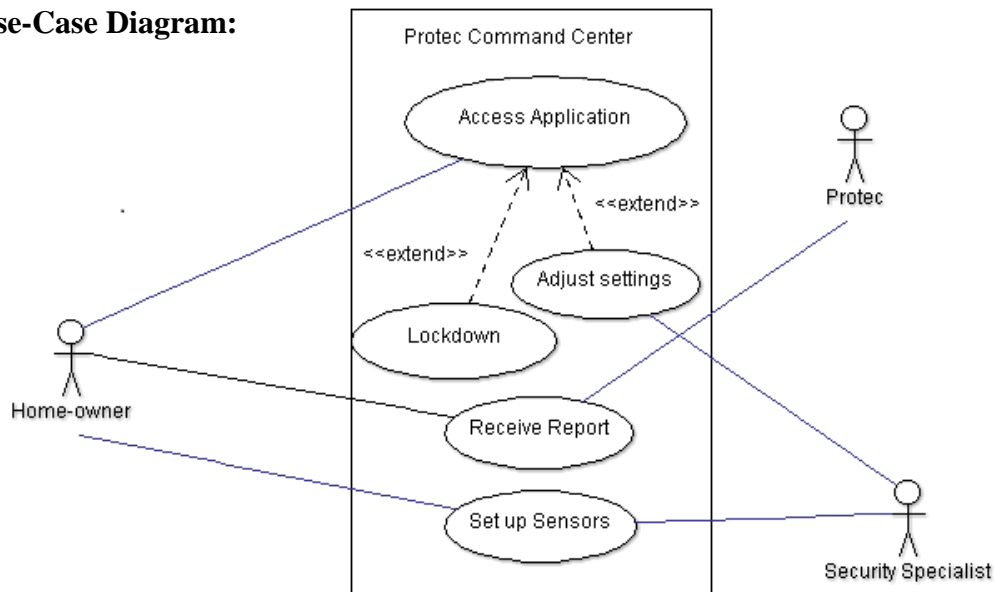 se-Case Diagram:
Protec Command Center
Access Application
Protec
<<extend>>
<<extend>>
Adjust settings
Lockdown
Home-owner
Receive Report
Set up Sensors
Security Specialist